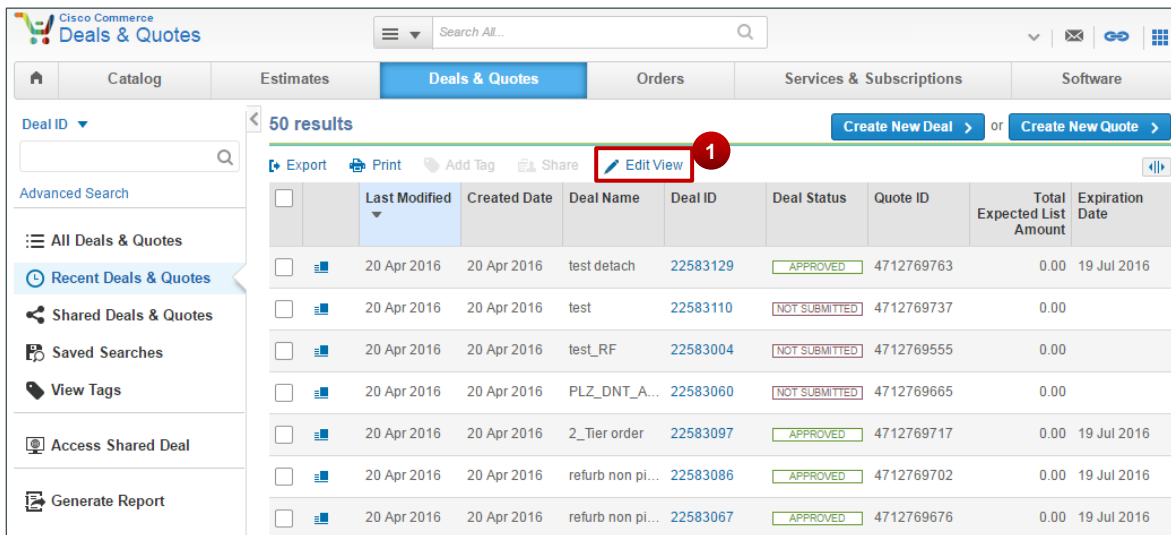 Cisco Commerce
Deals & Quotes
Search All...
Catalog Estimates Deals & Quotes Orders Services & Subscriptions Software
Deal ID
Advanced Search
All Deals & Quotes
Recent Deals & Quotes
Shared Deals & Quotes
Saved Searches
View Tags
Access Shared Deal
Generate Report
50 results
Create New Deal > or Create New Quote >
Export Print Add Tag Share Edit View 1
Last Modified Created Date Deal Name Deal ID Deal Status Quote ID Total Expected List Amount Expiration Date
20 Apr 2016 20 Apr 2016 test detach 22583129 APPROVED 4712769763 0.00 19 Jul 2016
20 Apr 2016 20 Apr 2016 test 22583110 NOT SUBMITTED 4712769737 0.00
20 Apr 2016 20 Apr 2016 test_RF 22583004 NOT SUBMITTED 4712769555 0.00
20 Apr 2016 20 Apr 2016 PLZ_DNT_A... 22583060 NOT SUBMITTED 4712769665 0.00
20 Apr 2016 20 Apr 2016 2_Tier order 22583097 APPROVED 4712769717 0.00 19 Jul 2016
20 Apr 2016 20 Apr 2016 refurb non pi... 22583086 APPROVED 4712769702 0.00 19 Jul 2016
20 Apr 2016 20 Apr 2016 refurb non pi... 22583067 APPROVED 4712769676 0.00 19 Jul 2016